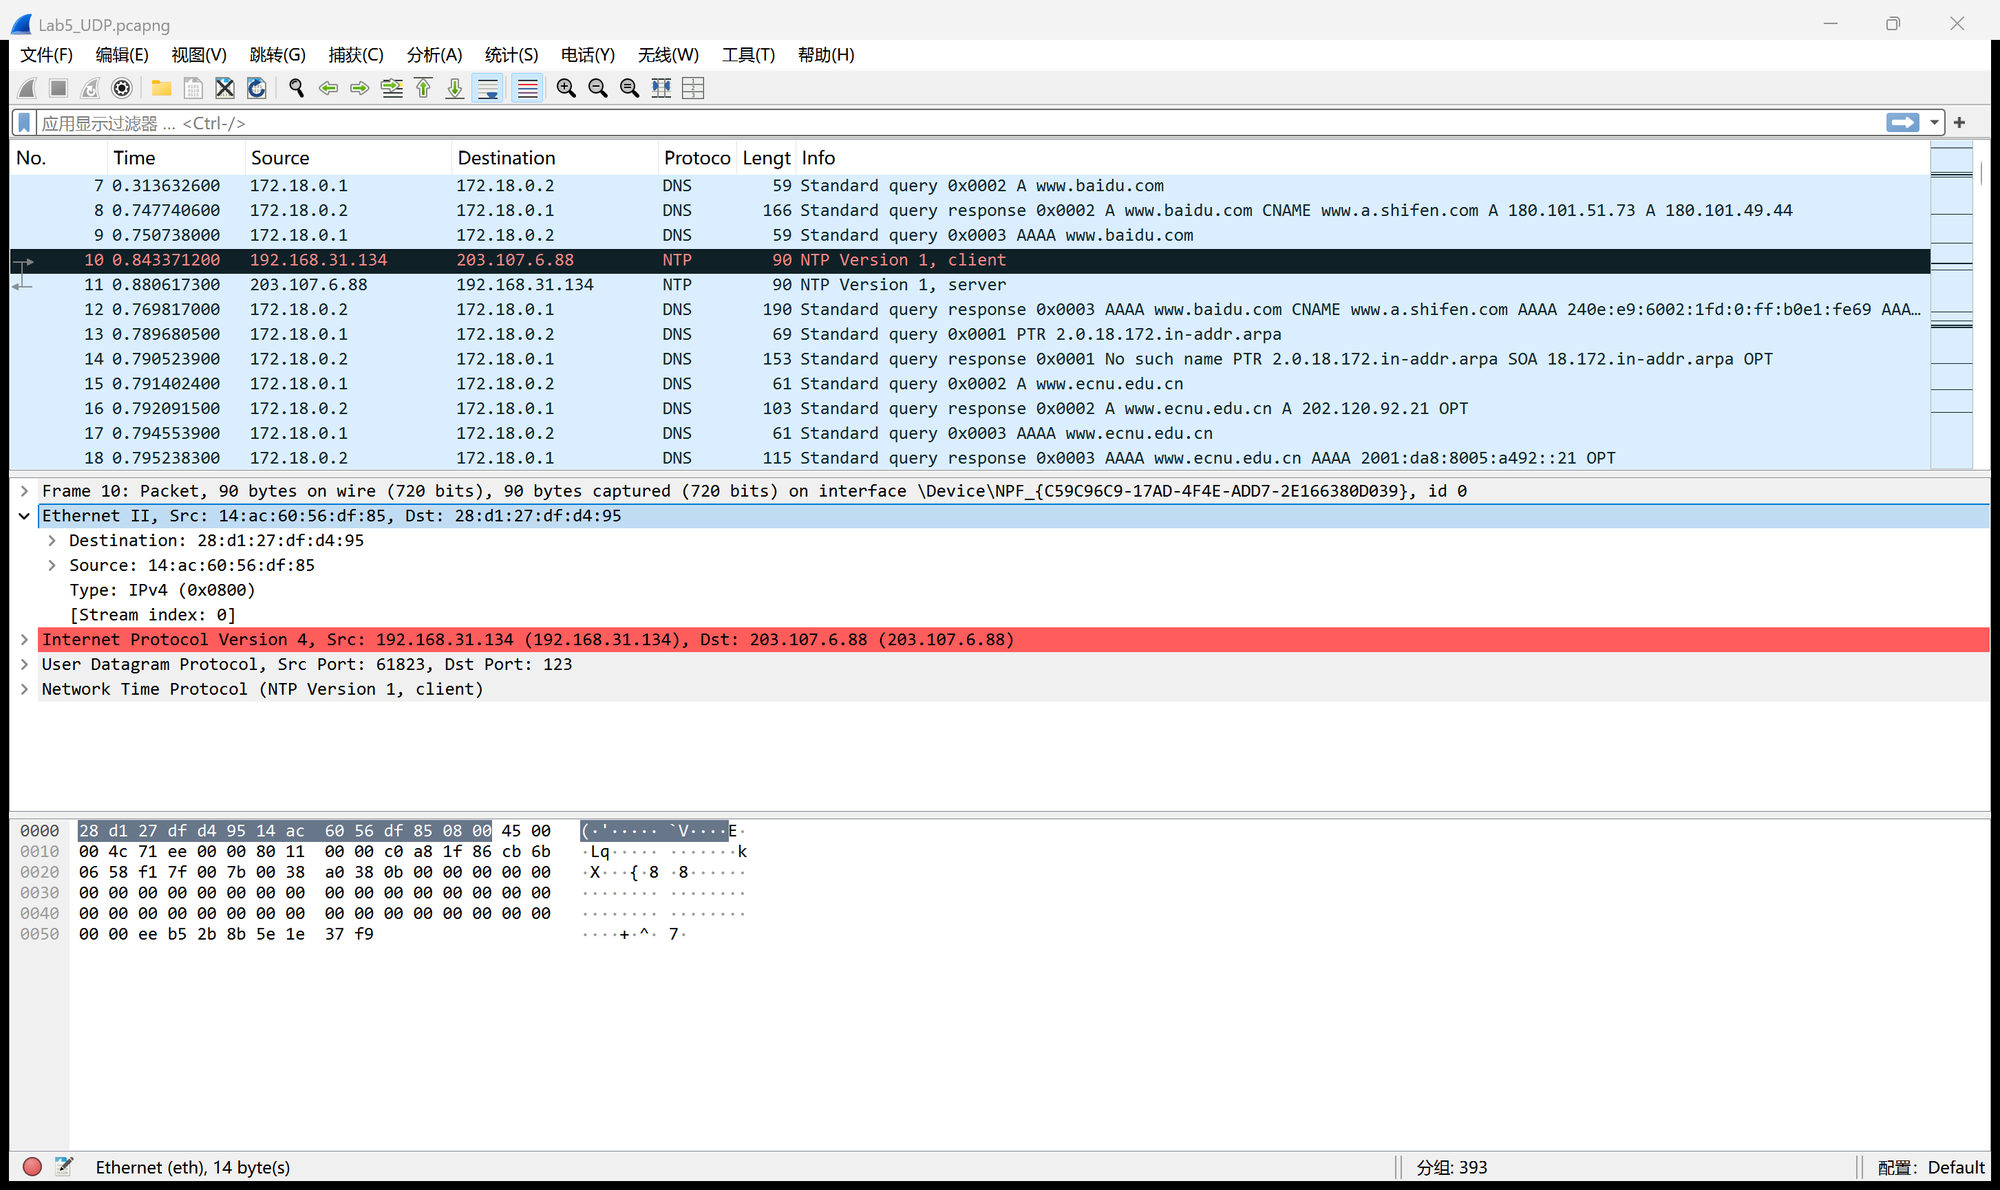 Lab5_UDP.pcapng
文件(F) 编辑(E) 视图(V) 跳转(G) 捕获(C) 分析(A) 统计(S) 电话(Y) 无线(W) 工具(T) 帮助(H)
应用显示过滤器 … <Ctrl-/>
No. Time Source Destination Protoco Lengt Info
7 0.313632600 172.18.0.1 172.18.0.2 DNS 59 Standard query 0x0002 A www.baidu.com
8 0.747740600 172.18.0.2 172.18.0.1 DNS 166 Standard query response 0x0002 A www.baidu.com CNAME www.a.shifen.com A 180.101.51.73 A 180.101.49.44
9 0.750738000 172.18.0.1 172.18.0.2 DNS 59 Standard query 0x0003 AAAA www.baidu.com
10 0.843371200 192.168.31.134 203.107.6.88 NTP 90 NTP Version 1, client
11 0.880617300 203.107.6.88 192.168.31.134 NTP 90 NTP Version 1, server
12 0.769817000 172.18.0.2 172.18.0.1 DNS 190 Standard query response 0x0003 AAAA www.baidu.com CNAME www.a.shifen.com AAAA 240e:e9:6002:1fd:0:ff:b0e1:fe69 AAA…
13 0.789680500 172.18.0.1 172.18.0.2 DNS 69 Standard query 0x0001 PTR 2.0.18.172.in-addr.arpa
14 0.790523900 172.18.0.2 172.18.0.1 DNS 153 Standard query response 0x0001 No such name PTR 2.0.18.172.in-addr.arpa SOA 18.172.in-addr.arpa OPT
15 0.791402400 172.18.0.1 172.18.0.2 DNS 61 Standard query 0x0002 A www.ecnu.edu.cn
16 0.792091500 172.18.0.2 172.18.0.1 DNS 103 Standard query response 0x0002 A www.ecnu.edu.cn A 202.120.92.21 OPT
17 0.794553900 172.18.0.1 172.18.0.2 DNS 61 Standard query 0x0003 AAAA www.ecnu.edu.cn
18 0.795238300 172.18.0.2 172.18.0.1 DNS 115 Standard query response 0x0003 AAAA www.ecnu.edu.cn AAAA 2001:da8:8005:a492::21 OPT
Frame 10: Packet, 90 bytes on wire (720 bits), 90 bytes captured (720 bits) on interface \Device\NPF_{C59C96C9-17AD-4F4E-ADD7-2E166380D039}, id 0
Ethernet II, Src: 14:ac:60:56:df:85, Dst: 28:d1:27:df:d4:95
Destination: 28:d1:27:df:d4:95
Source: 14:ac:60:56:df:85
Type: IPv4 (0x0800)
[Stream index: 0]
Internet Protocol Version 4, Src: 192.168.31.134 (192.168.31.134), Dst: 203.107.6.88 (203.107.6.88)
User Datagram Protocol, Src Port: 61823, Dst Port: 123
Network Time Protocol (NTP Version 1, client)
0000 28 d1 27 df d4 95 14 ac 60 56 df 85 08 00 45 00 (·'····· `V····E·
0010 00 4c 71 ee 00 00 80 11 00 00 c0 a8 1f 86 cb 6b ·Lq····· ·······k
0020 06 58 f1 7f 00 7b 00 38 a0 38 0b 00 00 00 00 00 ·X···{·8 ·8······
0030 00 00 00 00 00 00 00 00 00 00 00 00 00 00 00 00 ········ ········
0040 00 00 00 00 00 00 00 00 00 00 00 00 00 00 00 00 ········ ········
0050 00 00 ee b5 2b 8b 5e 1e 37 f9 ····+·^· 7·
Ethernet (eth), 14 byte(s) 分组: 393 配置: Default